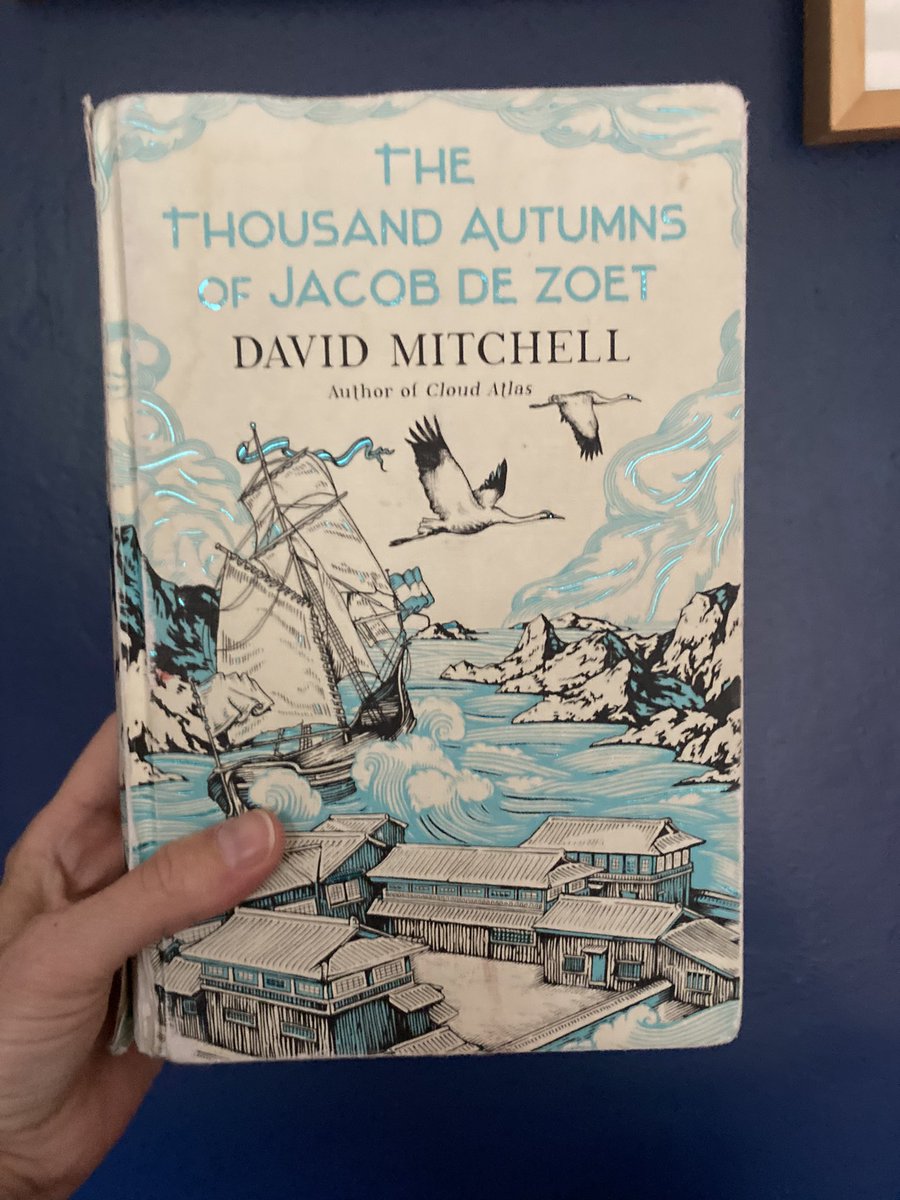 THE
THOUSAND AUTUMNS
OF JACOB DE ZOET
DAVID MITCHELL
Author of Cloud Atlas